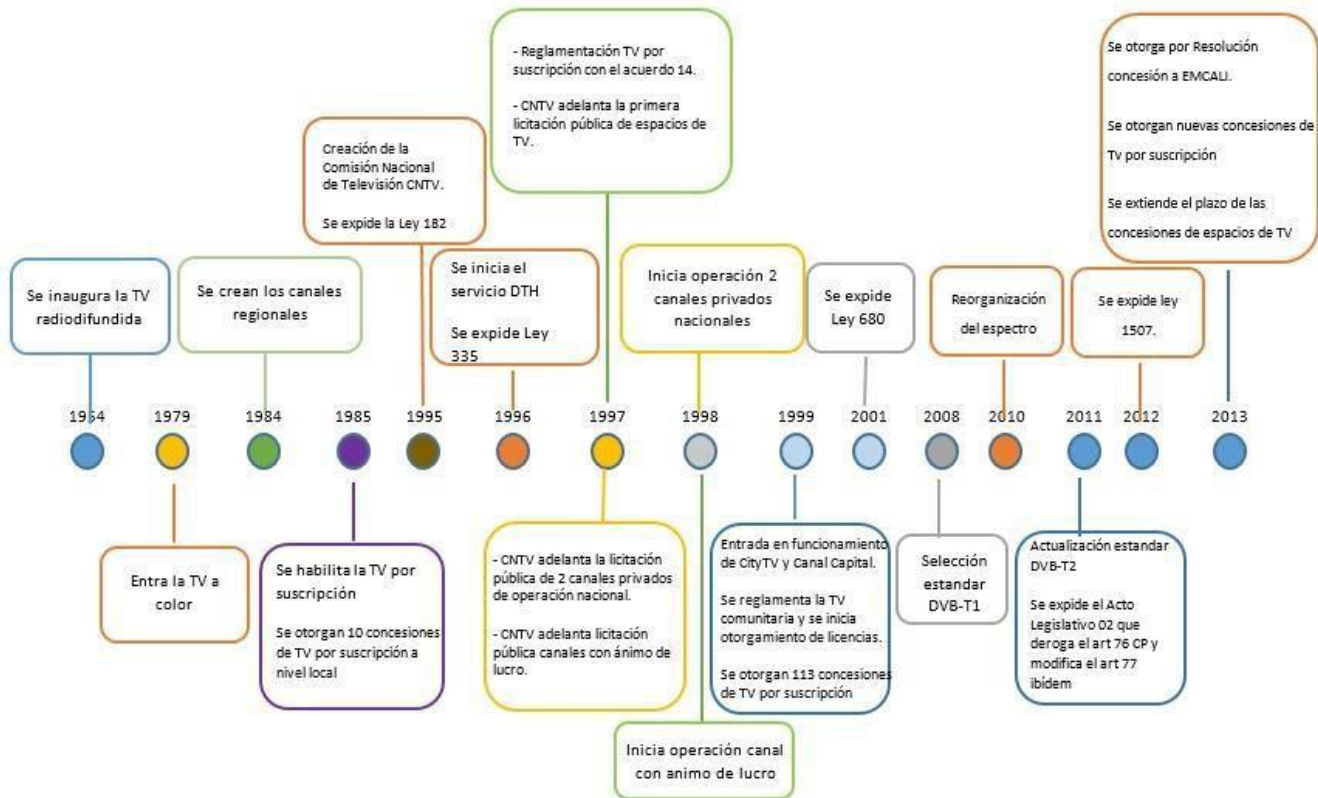 - Reglamentación TV por
suscripción con el acuerdo 14.
- CNTV adelanta la primera
licitación pública de espacios de
TV.
Se otorga por Resolución
concesión a EMCALI.
Se otorgan nuevas concesiones de
Tv por suscripción
Se extiende el plazo de las
concesiones de espacios de TV
Creación de la
Comisión Nacional
de Televisión CNTV.
Se expide la Ley 182
Se inaugura la TV
radiodifundida
Se crean los canales
regionales
Se inicia el
servicio DTH
Se expide Ley
335
Inicia operación 2
canales privados
nacionales
Se expide
Ley 680
Reorganización
del espectro
Se expide ley
1507.
1954 1979 1984 1985 1995 1996 1997 1998 1999 2001 2008 2010 2011 2012 2013
Entra la TV a
color
Se habilita la TV por
suscripción
Se otorgan 10 concesiones
de TV por suscripción a
nivel local
- CNTV adelanta la licitación
pública de 2 canales privados
de operación nacional.
- CNTV adelanta licitación
pública canales con ánimo de
lucro.
Entrada en funcionamiento
de CityTV y Canal Capital.
Se reglamenta la TV
comunitaria y se inicia
otorgamiento de licencias.
Se otorgan 113 concesiones
de TV por suscripción
Selección
estandar
DVB-T1
Actualización estandar
DVB-T2
Se expide el Acto
Legislativo 02 que
deroga el art 76 CP y
modifica el art 77
ibídem
Inicia operación canal
con animo de lucro